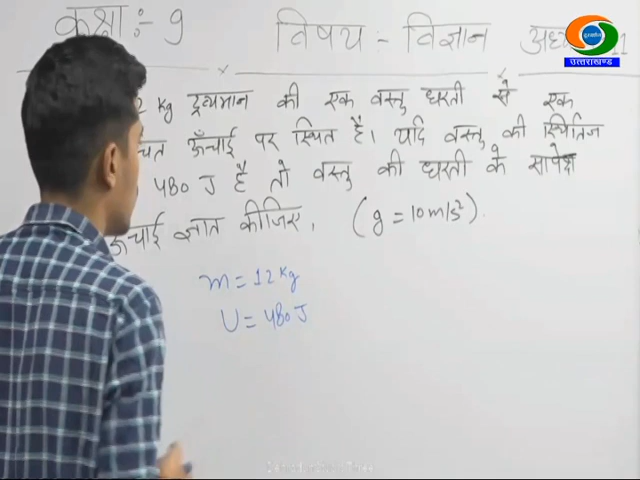 कक्षा :- 9 विषय :- विज्ञान
उत्तराखण्ड
2 Kg द्रव्यमान की एक वस्तु धरती से एक
ऊँचाई पर स्थित है। यदि वस्तु की स्थितिज
480 J है तो वस्तु की धरती के सापेक्ष
ऊँचाई ज्ञात कीजिए, (g = 10 m/s²).
m = 12 Kg
U = 480 J